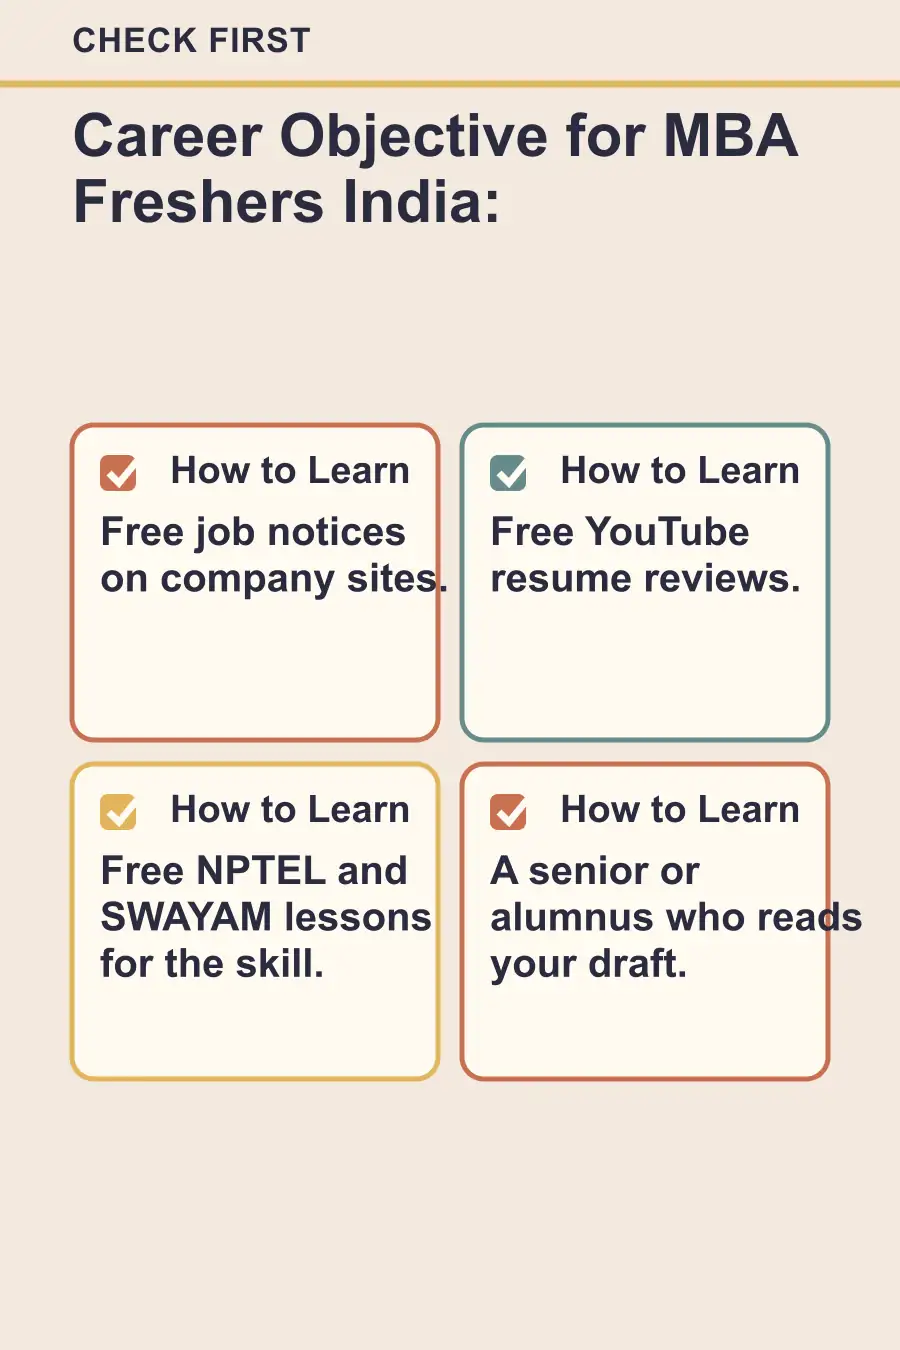 CHECK FIRST
Career Objective for MBA
Freshers India:
How to Learn
Free job notices
on company sites.
How to Learn
Free YouTube
resume reviews.
How to Learn
Free NPTEL and
SWAYAM lessons
for the skill.
How to Learn
A senior or
alumnus who reads
your draft.